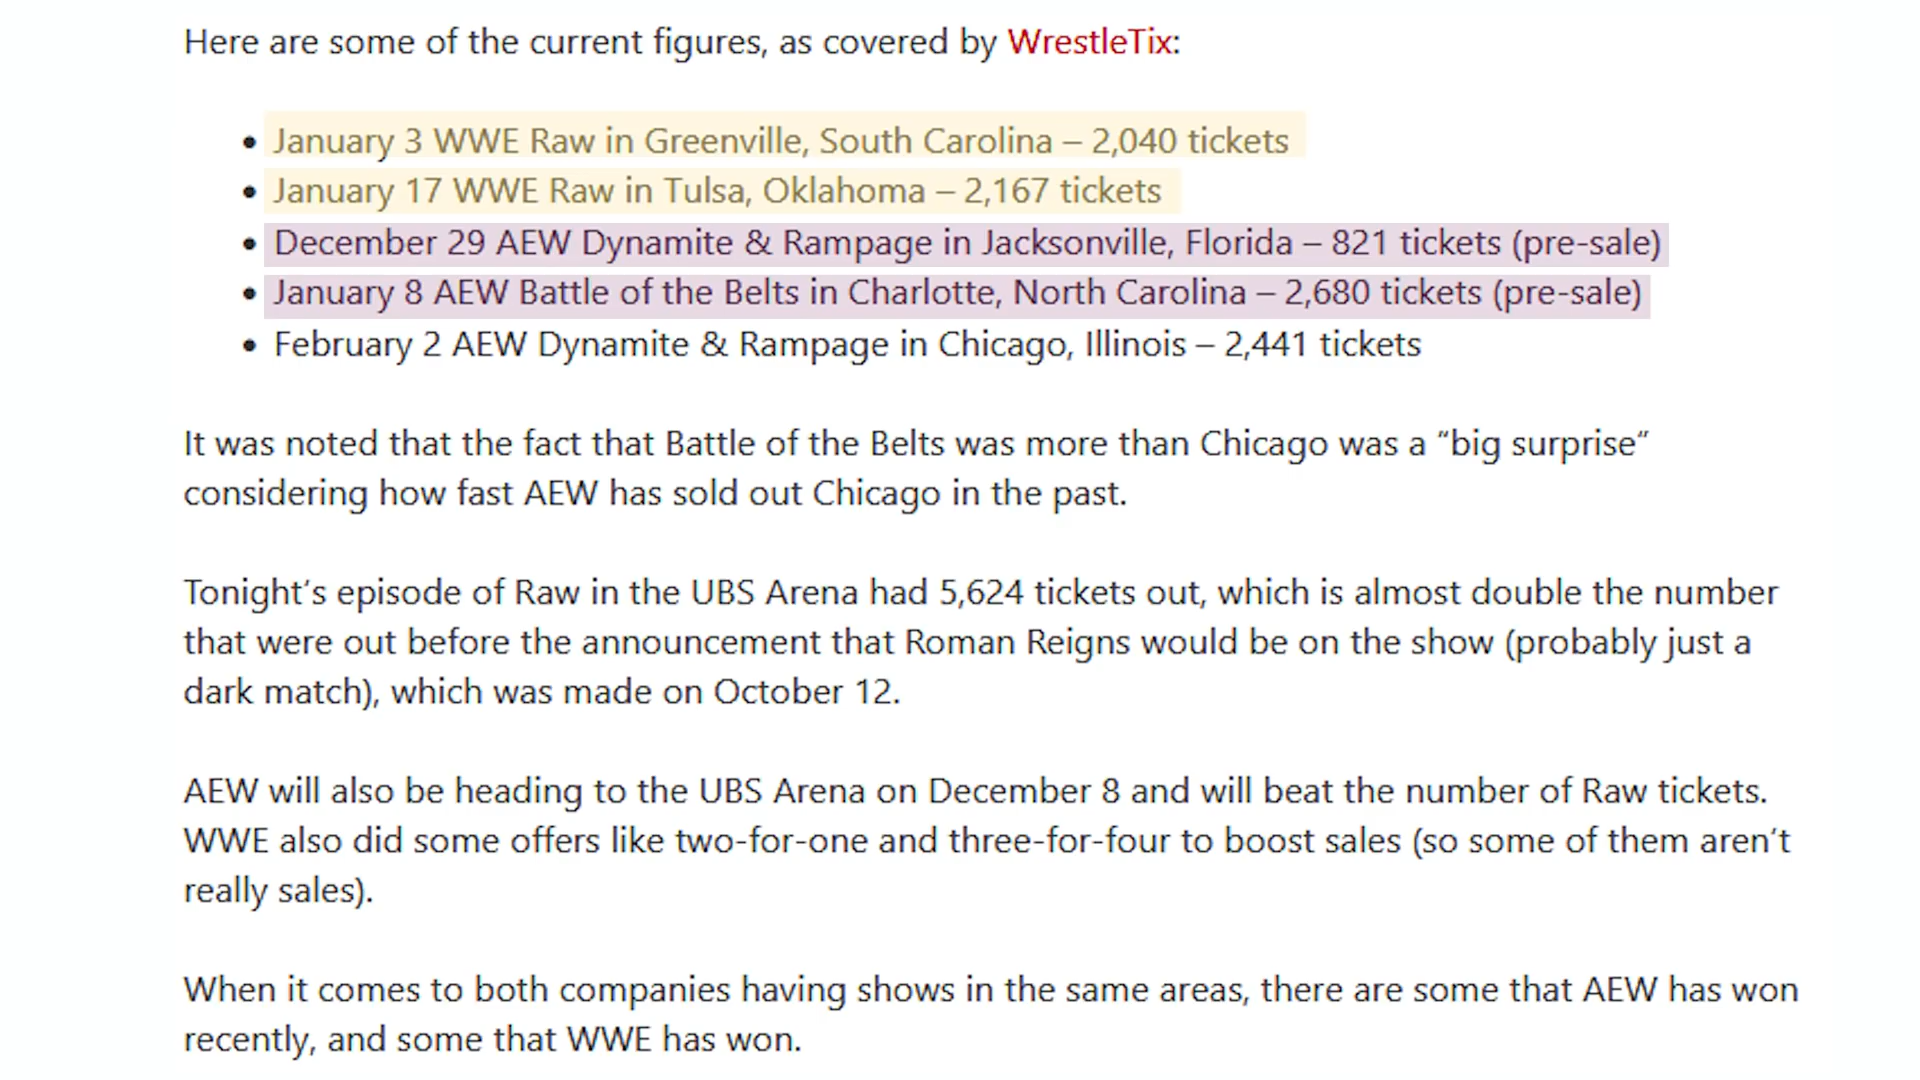 Here are some of the current figures, as covered by WrestleTix:
• January 3 WWE Raw in Greenville, South Carolina – 2,040 tickets
• January 17 WWE Raw in Tulsa, Oklahoma – 2,167 tickets
• December 29 AEW Dynamite & Rampage in Jacksonville, Florida – 821 tickets (pre-sale)
• January 8 AEW Battle of the Belts in Charlotte, North Carolina – 2,680 tickets (pre-sale)
• February 2 AEW Dynamite & Rampage in Chicago, Illinois – 2,441 tickets
It was noted that the fact that Battle of the Belts was more than Chicago was a “big surprise”
considering how fast AEW has sold out Chicago in the past.
Tonight’s episode of Raw in the UBS Arena had 5,624 tickets out, which is almost double the number
that were out before the announcement that Roman Reigns would be on the show (probably just a
dark match), which was made on October 12.
AEW will also be heading to the UBS Arena on December 8 and will beat the number of Raw tickets.
WWE also did some offers like two-for-one and three-for-four to boost sales (so some of them aren’t
really sales).
When it comes to both companies having shows in the same areas, there are some that AEW has won
recently, and some that WWE has won.